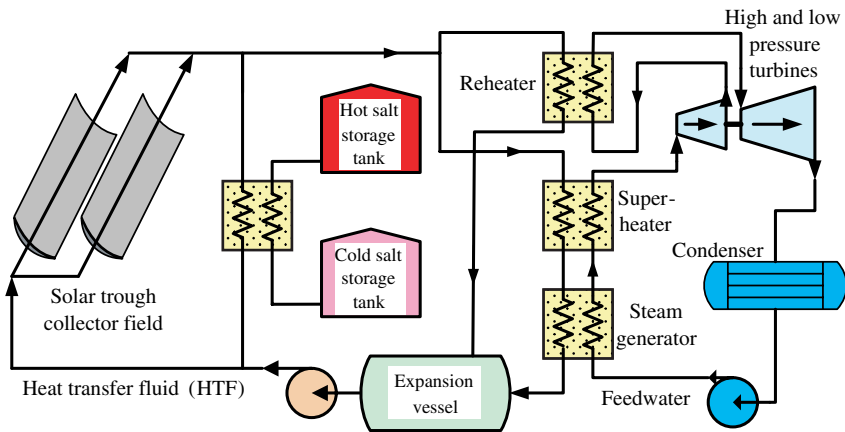 High and low
pressure
turbines
Reheater
Hot salt
storage
tank
Super-
heater
Cold salt
storage
tank
Condenser
Solar trough
collector field
Steam
generator
Heat transfer fluid (HTF)
Expansion
vessel
Feedwater